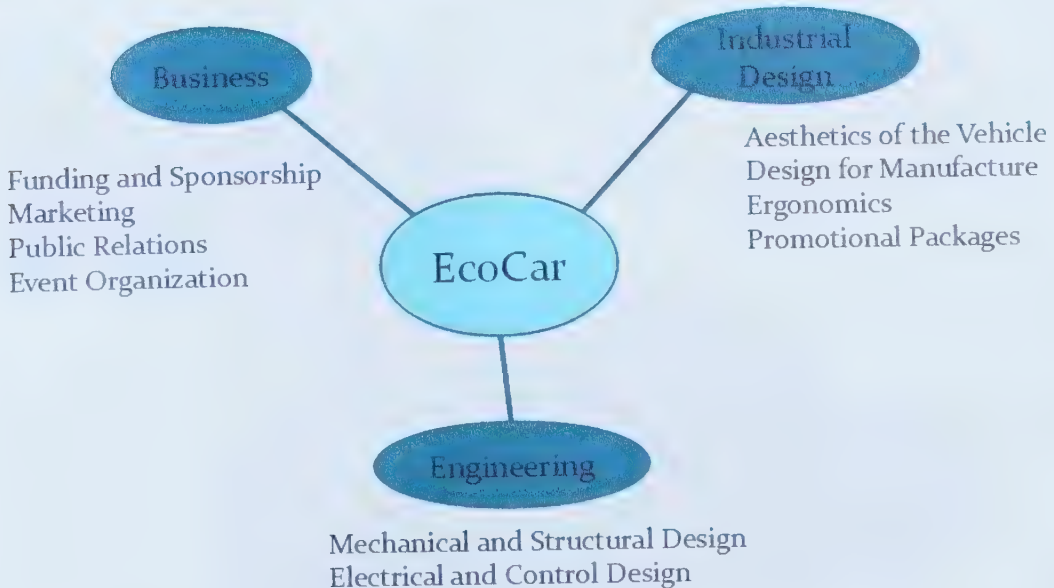 Business
Funding and Sponsorship
Marketing
Public Relations
Event Organization
Industrial
Design
Aesthetics of the Vehicle
Design for Manufacture
Ergonomics
Promotional Packages
EcoCar
Engineering
Mechanical and Structural Design
Electrical and Control Design